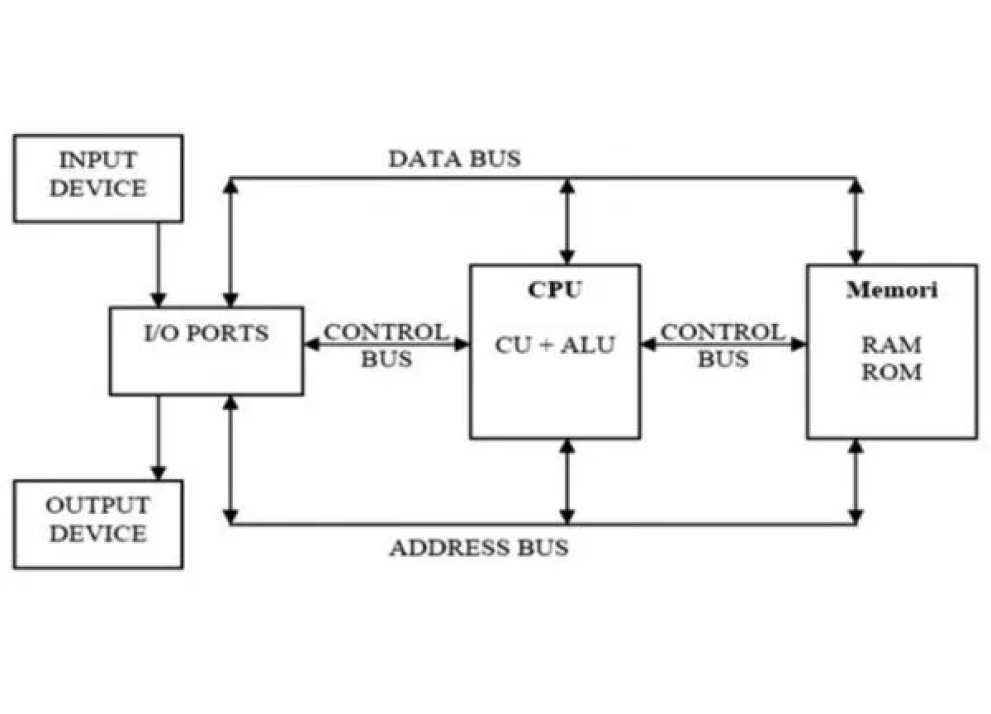 INPUT
DEVICE
DATA BUS
I/O PORTS
CONTROL
BUS
CPU
CU + ALU
CONTROL
BUS
Memori
RAM
ROM
OUTPUT
DEVICE
ADDRESS BUS